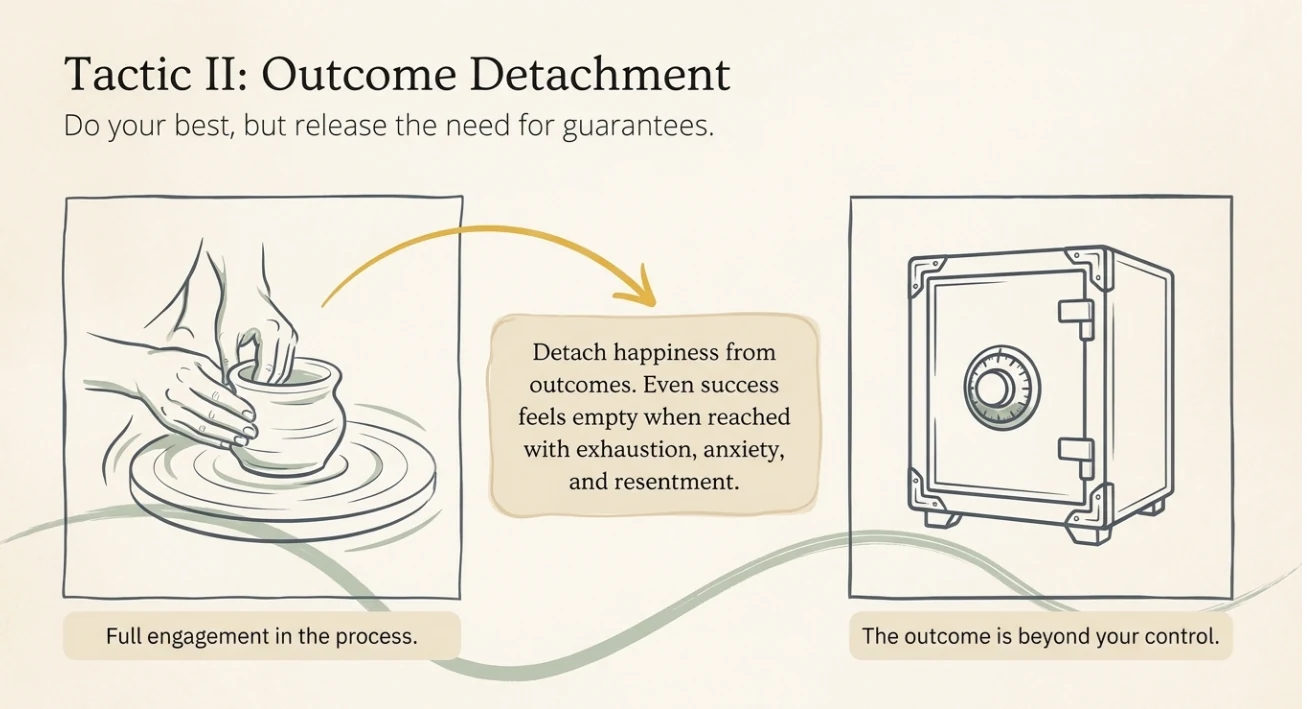 Tactic II: Outcome Detachment
Do your best, but release the need for guarantees.
Detach happiness from
outcomes. Even success
feels empty when reached
with exhaustion, anxiety,
and resentment.
Full engagement in the process.
The outcome is beyond your control.